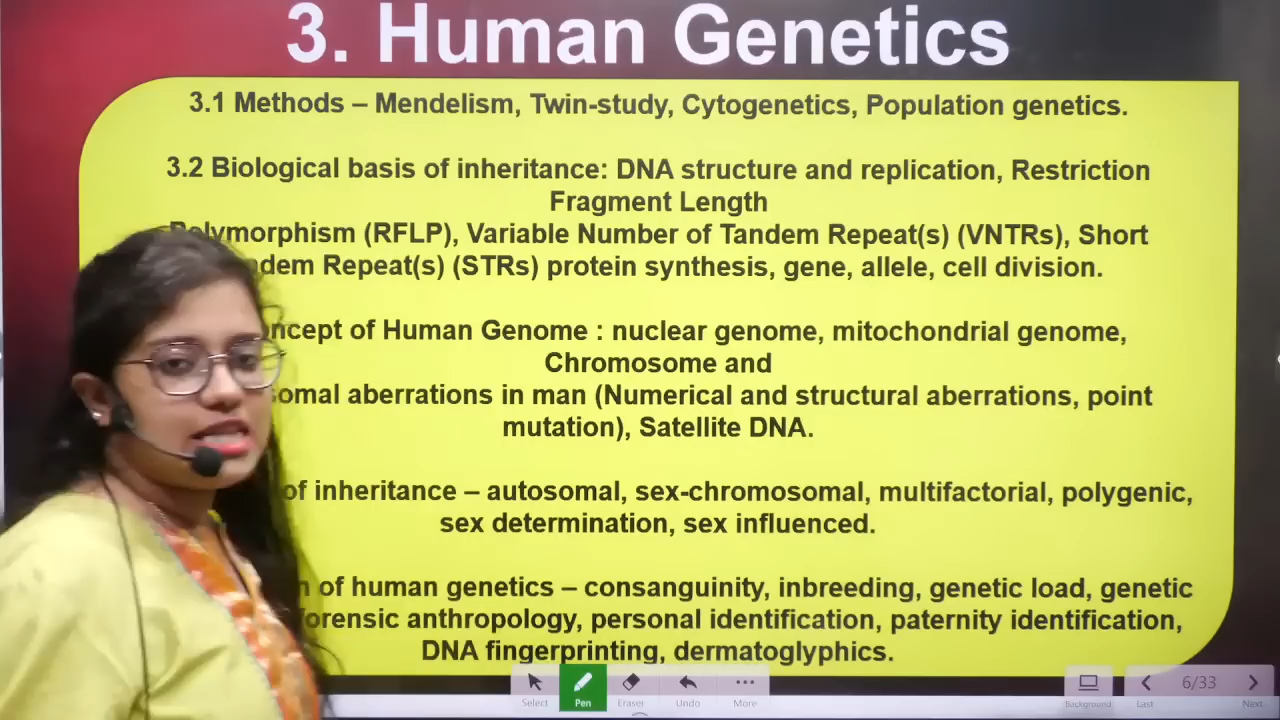 3. Human Genetics
3.1 Methods – Mendelism, Twin-study, Cytogenetics, Population genetics.
3.2 Biological basis of inheritance: DNA structure and replication, Restriction
Fragment Length
Polymorphism (RFLP), Variable Number of Tandem Repeat(s) (VNTRs), Short
Repeat(s) (STRs) protein synthesis, gene, allele, cell division.
of Human Genome : nuclear genome, mitochondrial genome,
Chromosome and
aberrations in man (Numerical and structural aberrations, point
mutation), Satellite DNA.
of inheritance – autosomal, sex-chromosomal, multifactorial, polygenic,
sex determination, sex influenced.
of human genetics – consanguinity, inbreeding, genetic load, genetic
forensic anthropology, personal identification, paternity identification,
DNA fingerprinting, dermatoglyphics.
Select Pen Eraser Undo More Background Last 6/33 Next